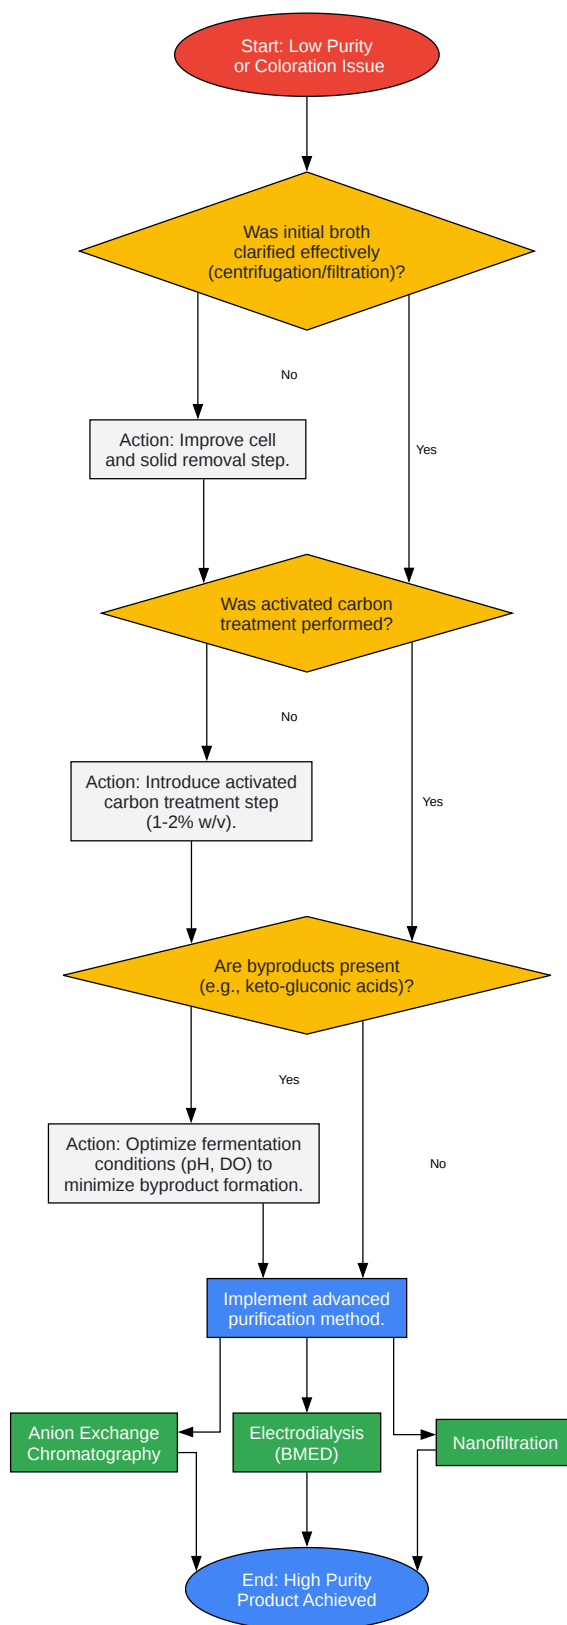 Start: Low Purity
or Coloration Issue
Was initial broth
clarified effectively
(centrifugation/filtration)?
No
Action: Improve cell
and solid removal step.
Yes
Was activated carbon
treatment performed?
No
Action: Introduce activated
carbon treatment step
(1-2% w/v).
Yes
Are byproducts present
(e.g., keto-gluconic acids)?
Yes
Action: Optimize fermentation
conditions (pH, DO) to
minimize byproduct formation.
No
Implement advanced
purification method.
Anion Exchange
Chromatography
Electrodialysis
(BMED)
Nanofiltration
End: High Purity
Product Achieved